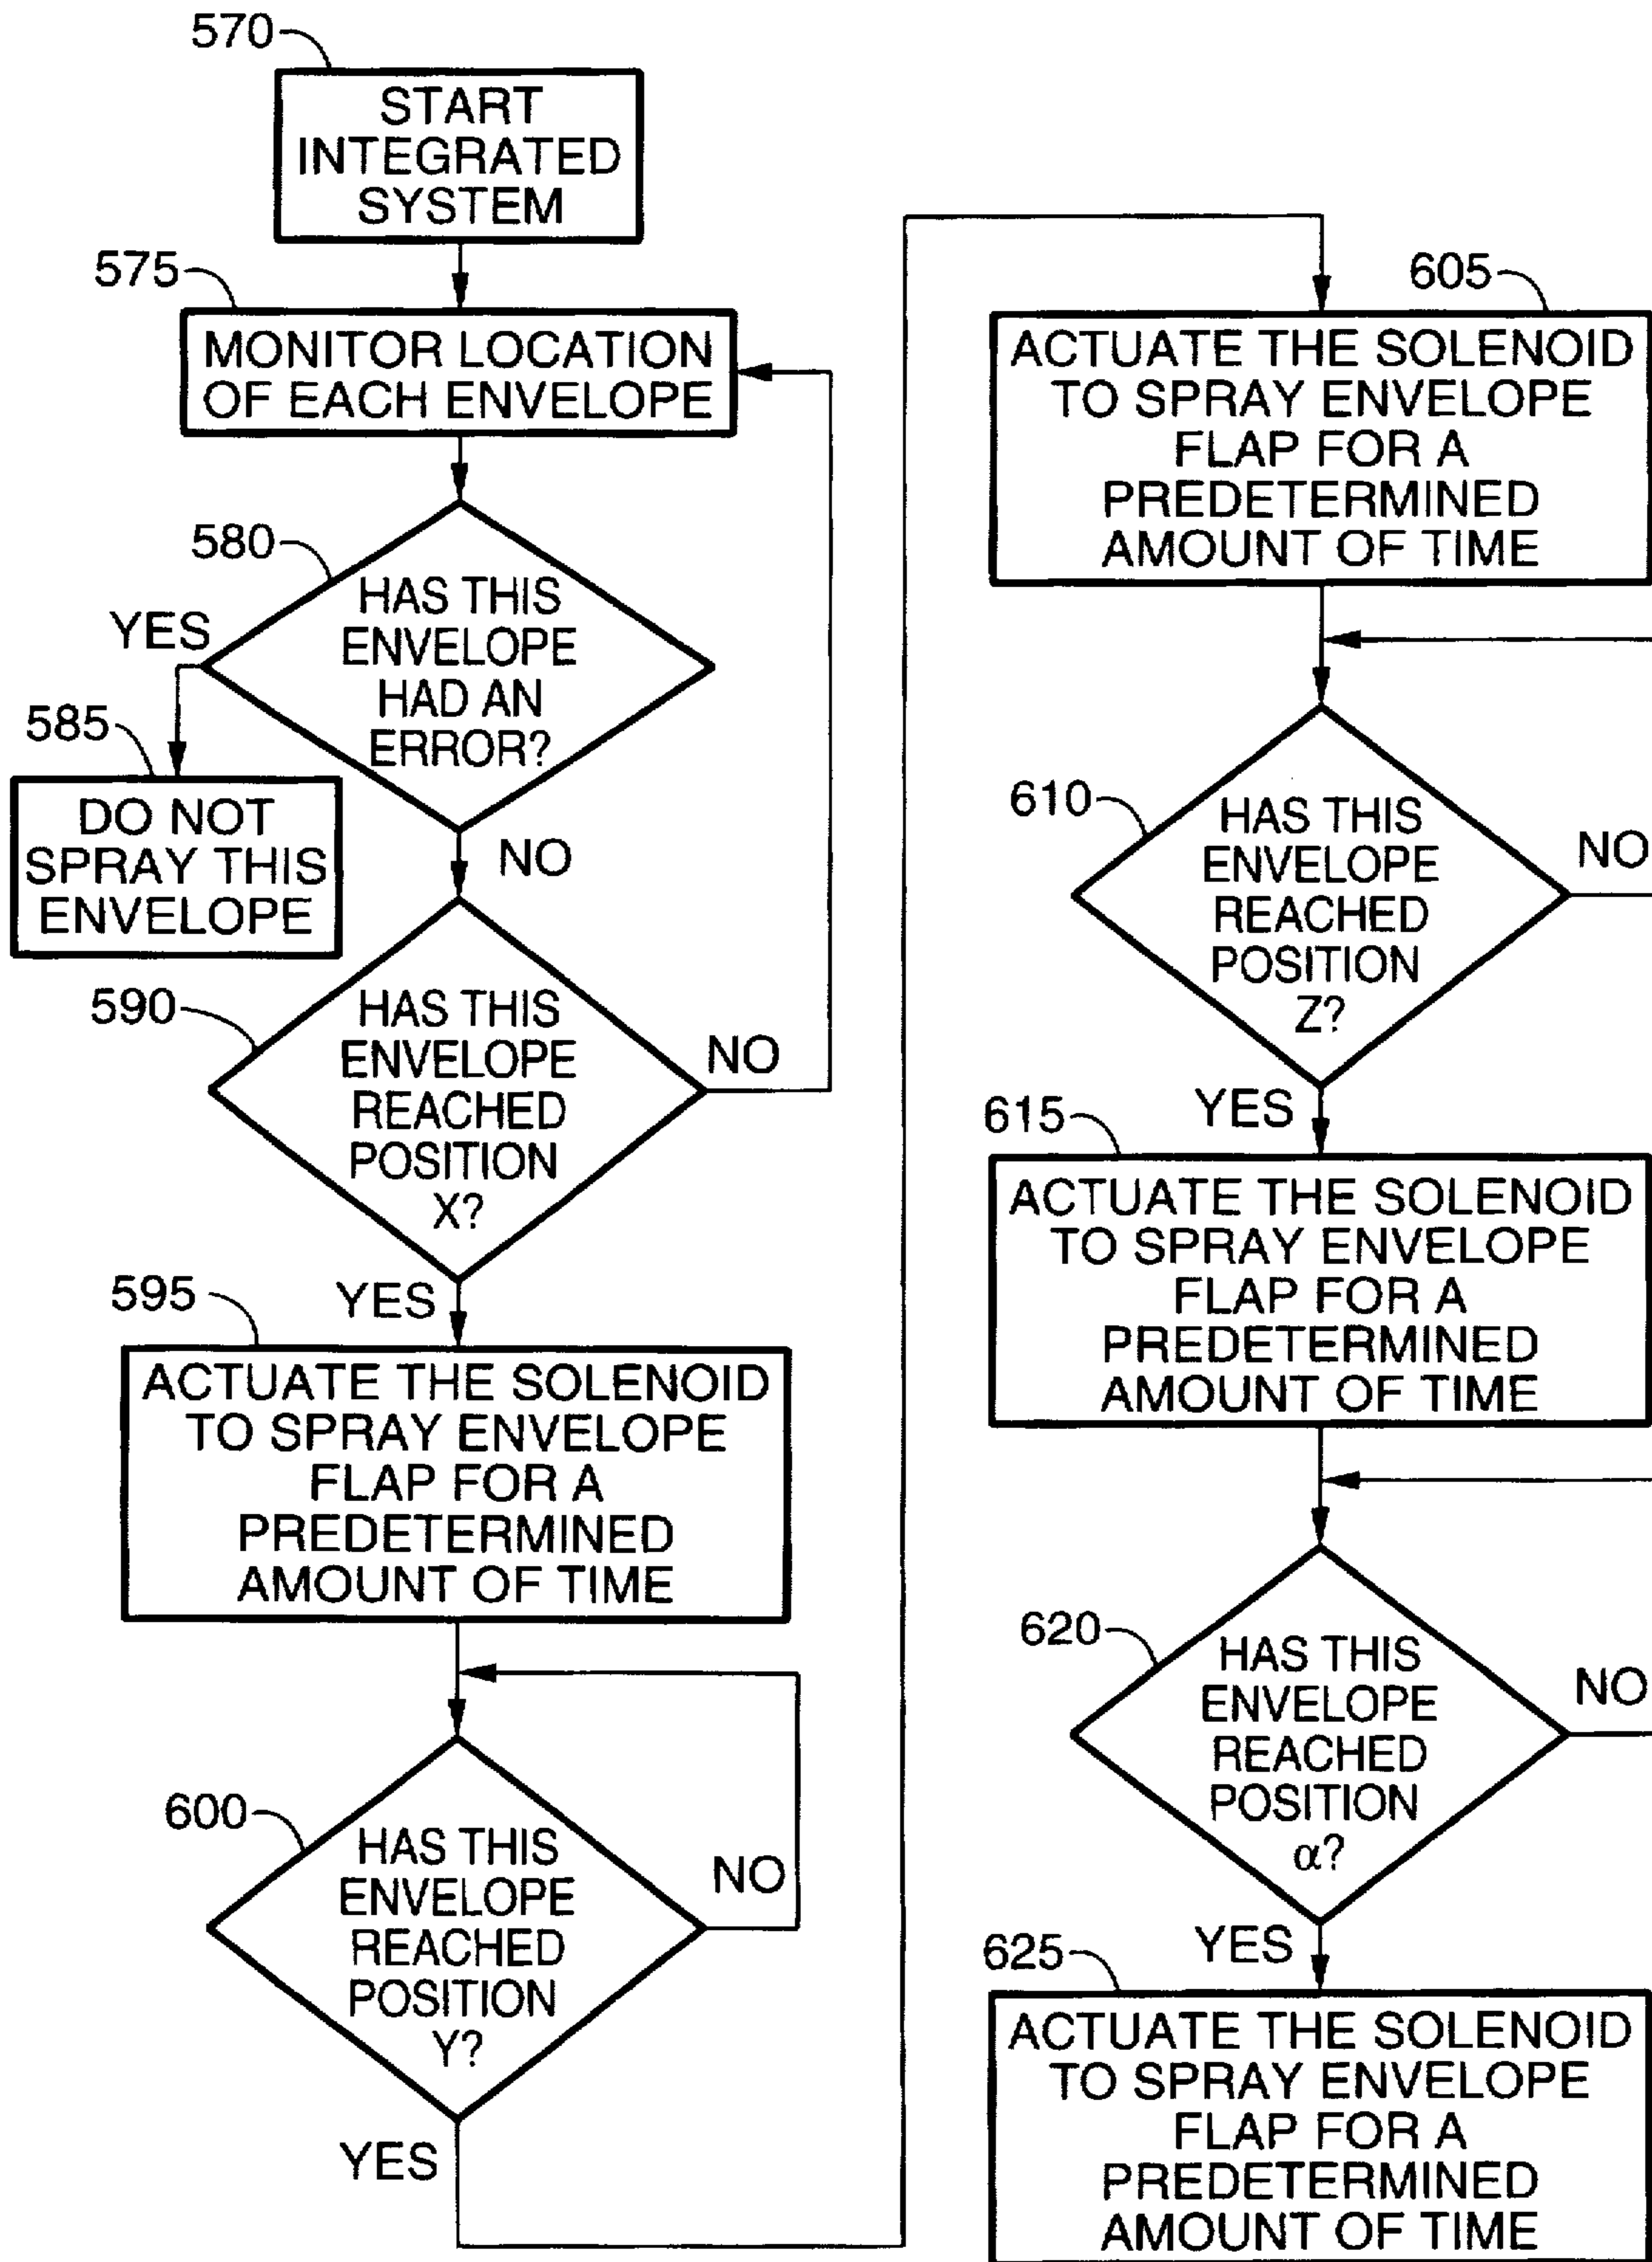 570
START
INTEGRATED
SYSTEM
575
MONITOR LOCATION
OF EACH ENVELOPE
580
HAS THIS
ENVELOPE
HAD AN
ERROR?
YES
NO
585
DO NOT
SPRAY THIS
ENVELOPE
590
HAS THIS
ENVELOPE
REACHED
POSITION
X?
NO
YES
595
ACTUATE THE SOLENOID
TO SPRAY ENVELOPE
FLAP FOR A
PREDETERMINED
AMOUNT OF TIME
600
HAS THIS
ENVELOPE
REACHED
POSITION
Y?
NO
YES
605
ACTUATE THE SOLENOID
TO SPRAY ENVELOPE
FLAP FOR A
PREDETERMINED
AMOUNT OF TIME
610
HAS THIS
ENVELOPE
REACHED
POSITION
Z?
NO
YES
615
ACTUATE THE SOLENOID
TO SPRAY ENVELOPE
FLAP FOR A
PREDETERMINED
AMOUNT OF TIME
620
HAS THIS
ENVELOPE
REACHED
POSITION
α?
NO
YES
625
ACTUATE THE SOLENOID
TO SPRAY ENVELOPE
FLAP FOR A
PREDETERMINED
AMOUNT OF TIME